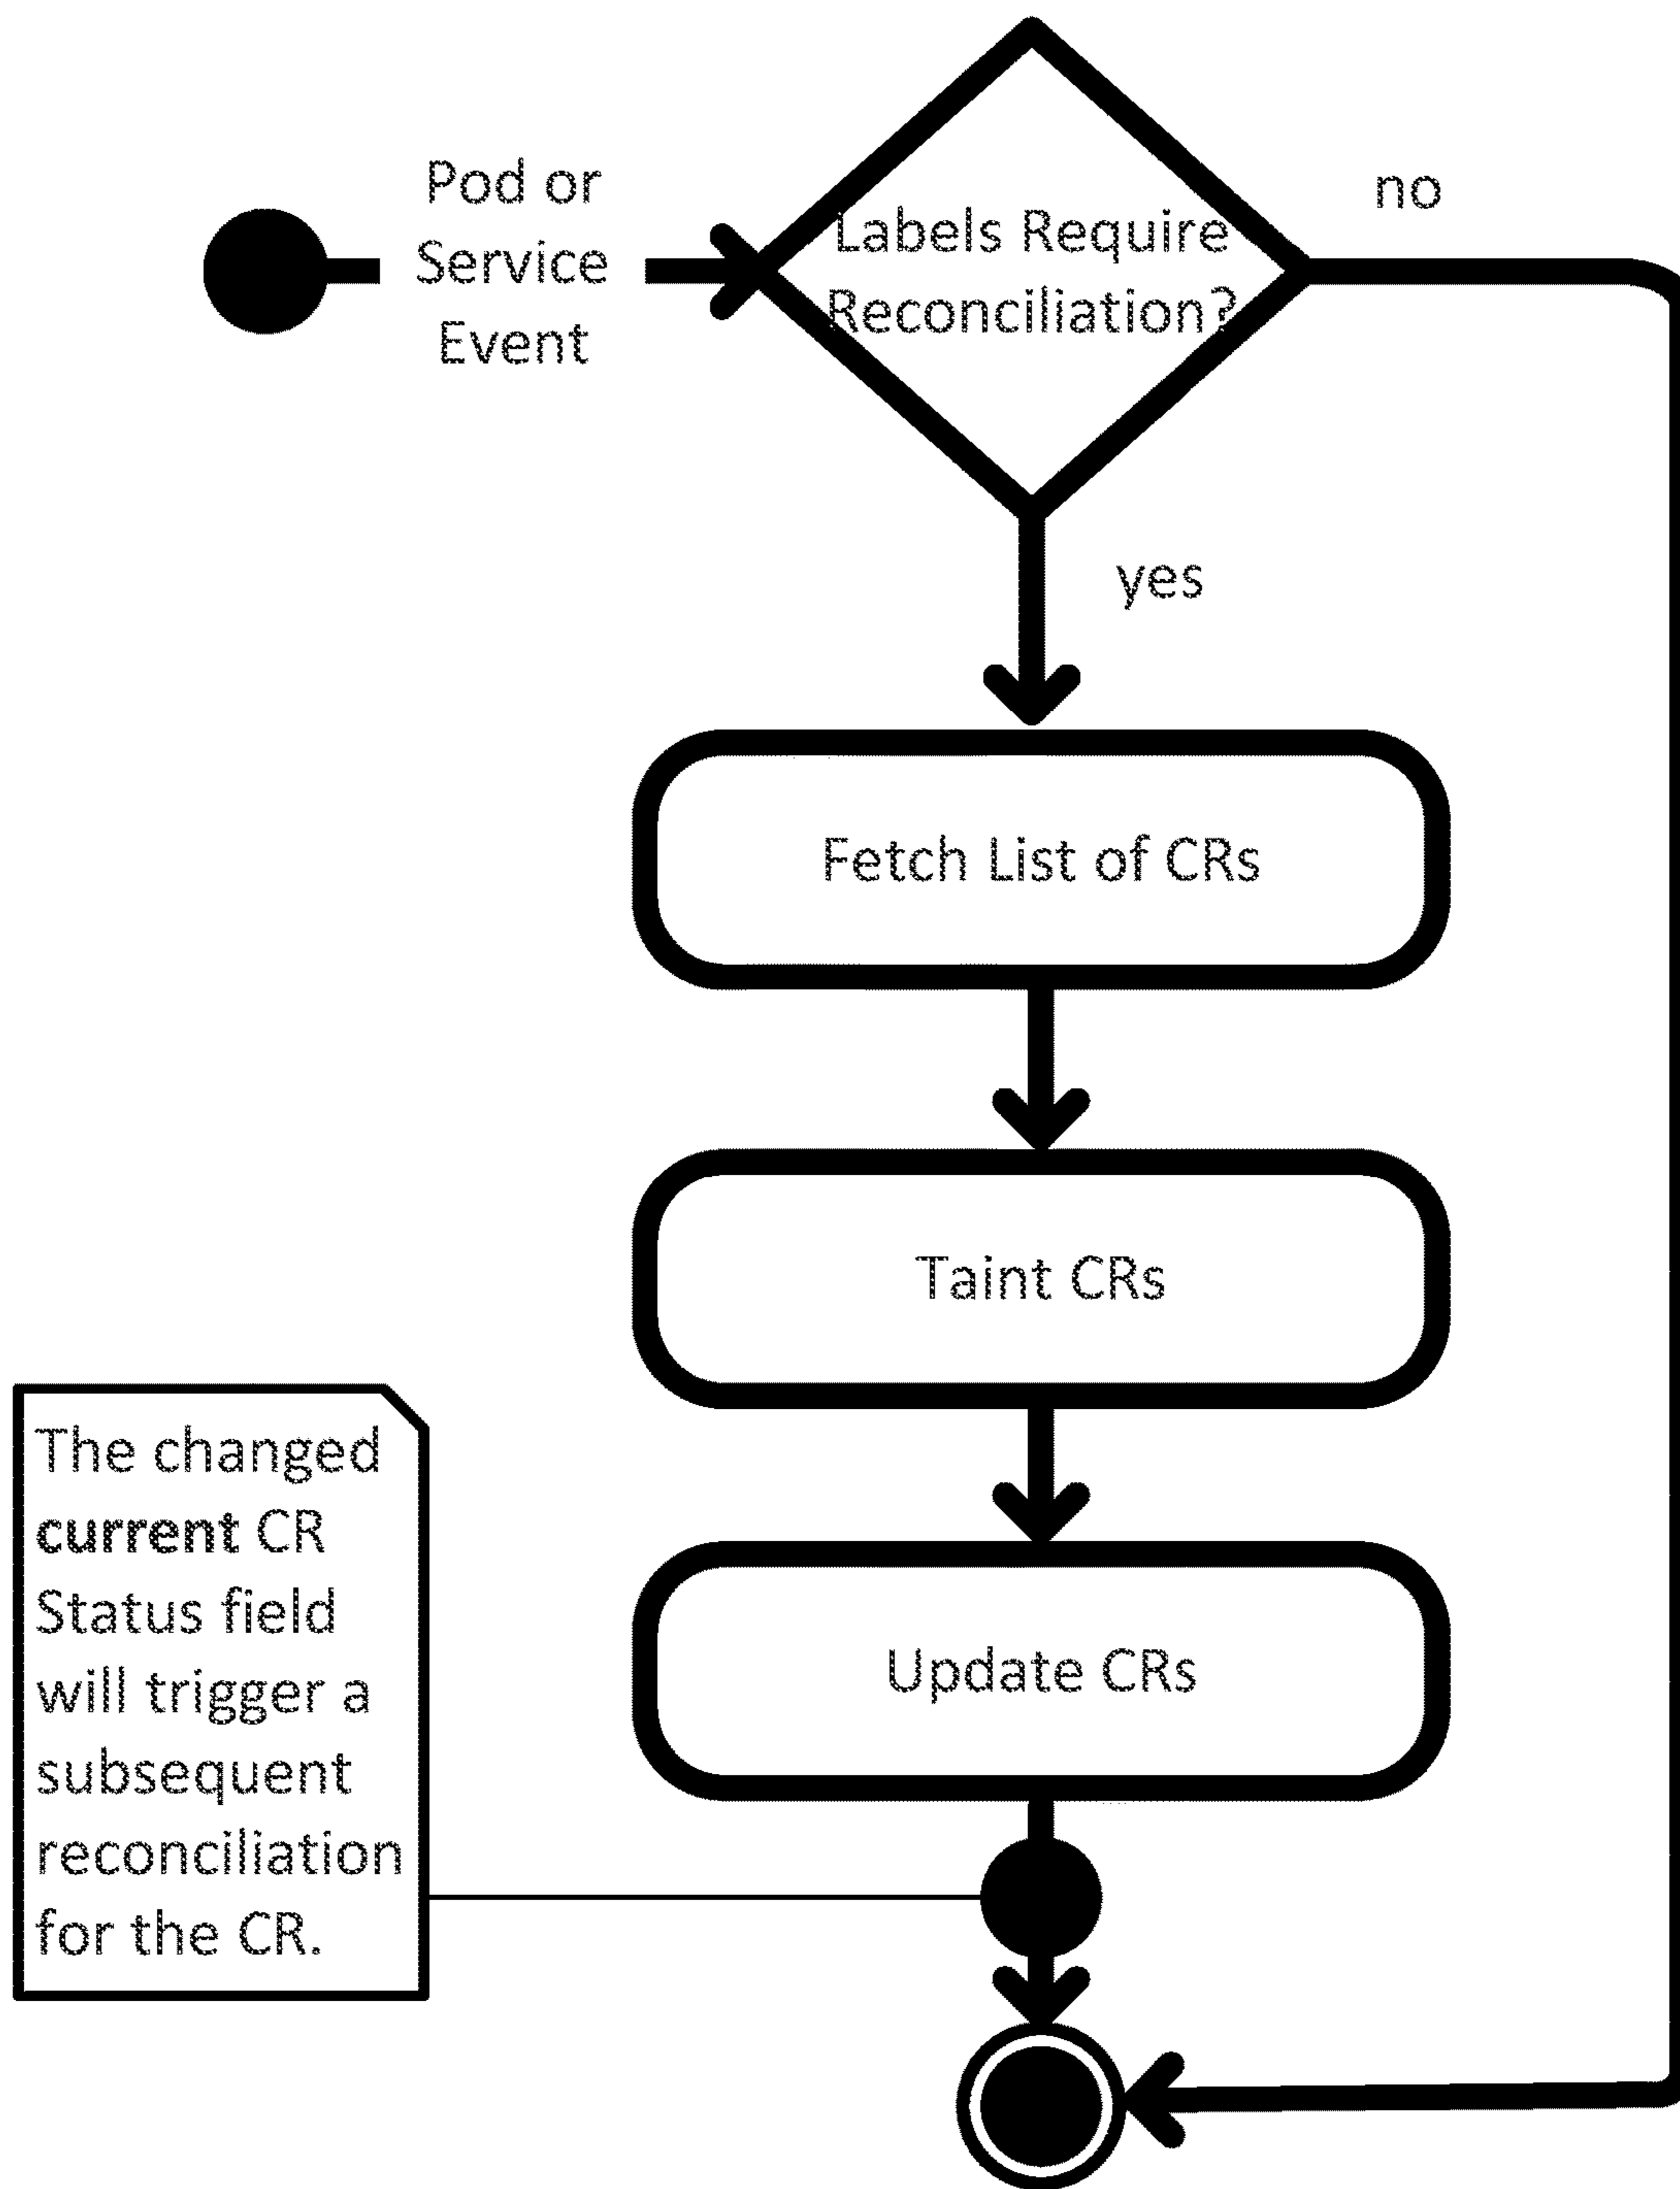 Pod or
Service
Event
Labels Require
Reconciliation?
no
yes
Fetch List of CRs
Taint CRs
The changed
current CR
Status field
will trigger a
subsequent
reconciliation
for the CR.
Update CRs